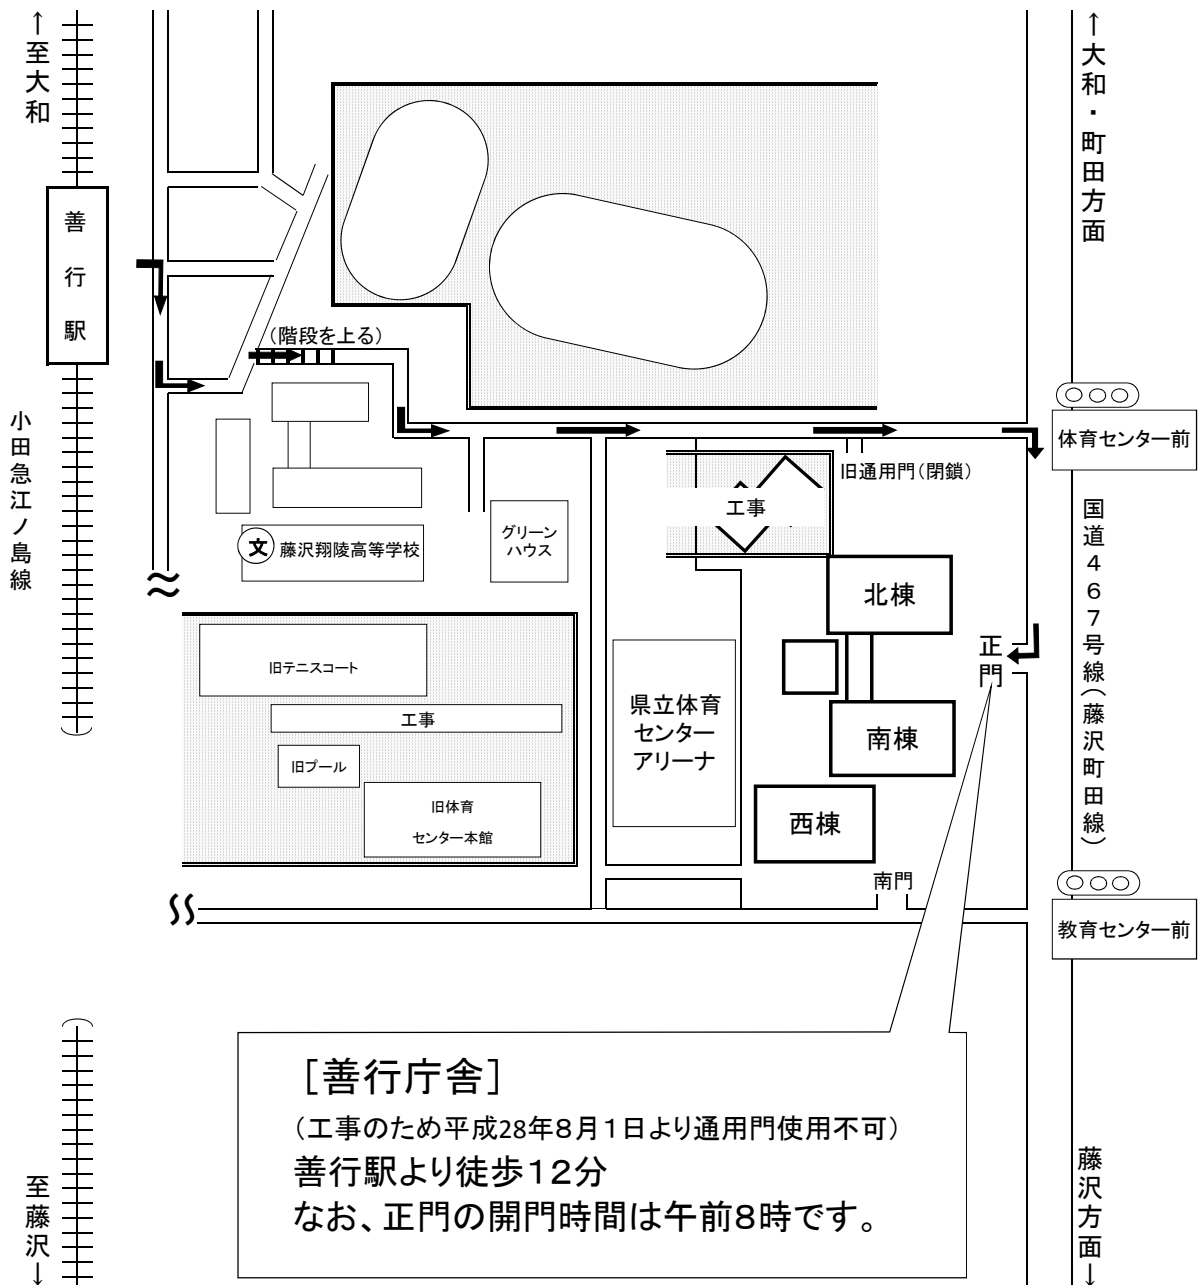 ↑至大和
↑大和・町田方面
善行駅
（階段を上る）
小田急江ノ島線
体育センター前
旧通用門（閉鎖）
工事
グリーン
ハウス
文
藤沢翔陵高等学校
国道４６７号線（藤沢町田線）
北棟
正門
旧テニスコート
工事
県立体育
センター
アリーナ
南棟
旧プール
旧体育
センター本館
西棟
南門
教育センター前
［善行庁舎］
（工事のため平成28年８月１日より通用門使用不可）
善行駅より徒歩１２分
なお、正門の開門時間は午前８時です。
至藤沢↓
藤沢方面↓